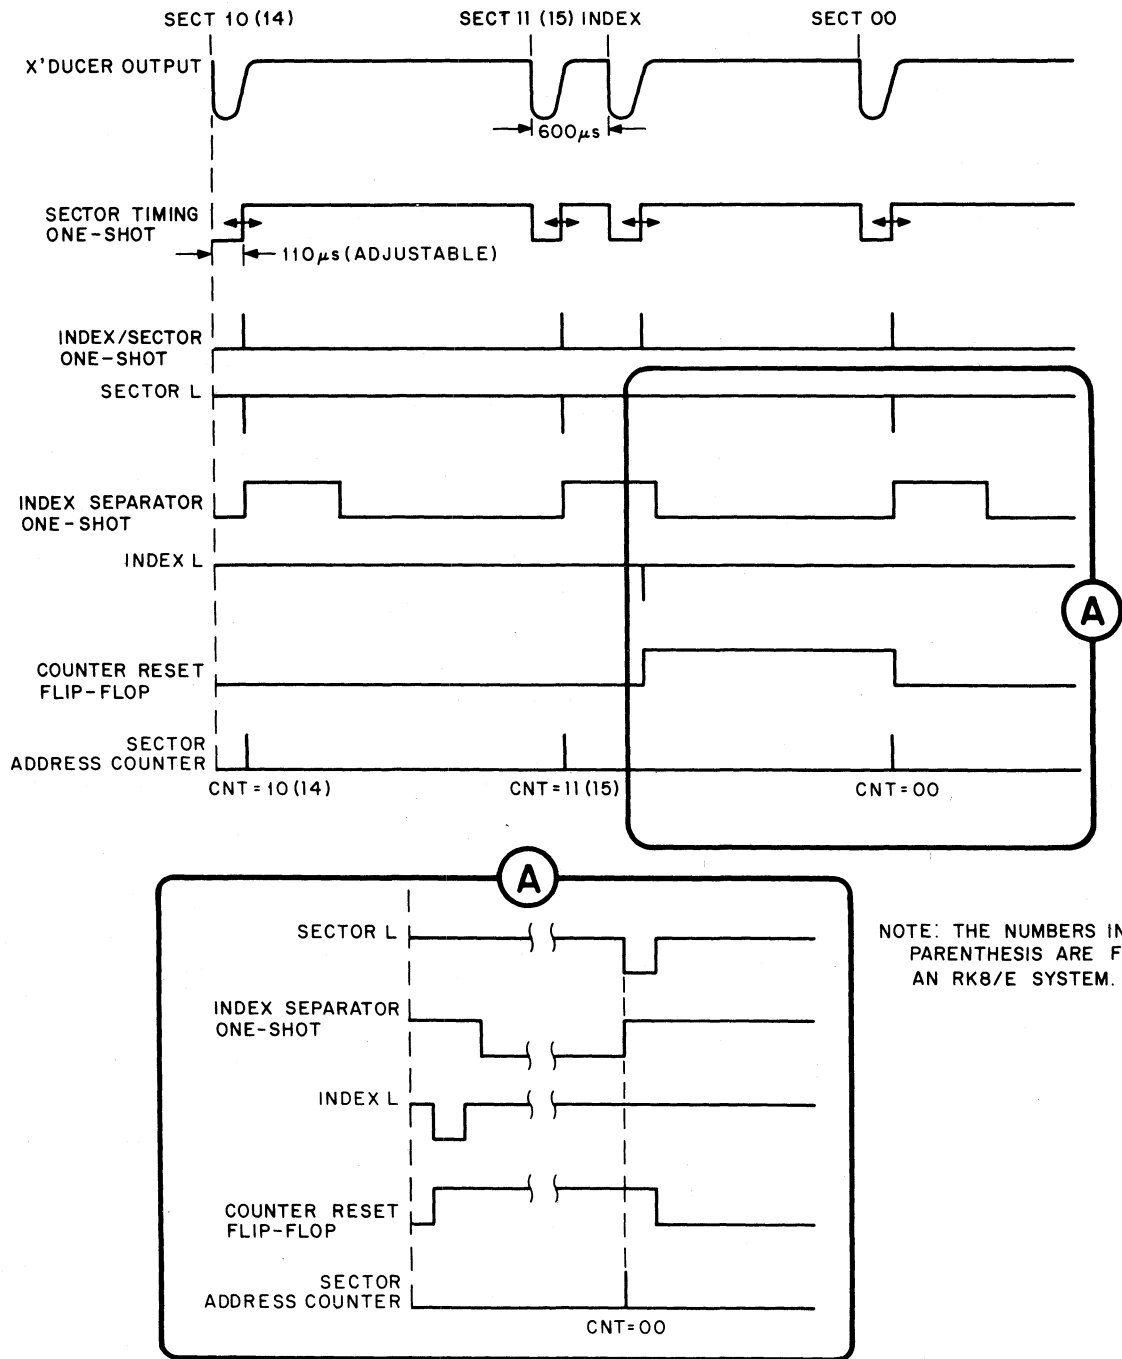 SECT 10 (14) SECT 11 (15) INDEX SECT 00
X'DUCER OUTPUT
600µs
SECTOR TIMING
ONE-SHOT
110µs (ADJUSTABLE)
INDEX/SECTOR
ONE-SHOT
SECTOR L
INDEX SEPARATOR
ONE-SHOT
INDEX L
A
COUNTER RESET
FLIP-FLOP
SECTOR
ADDRESS COUNTER
CNT=10 (14) CNT=11 (15) CNT=00
A
SECTOR L
NOTE: THE NUMBERS IN
PARENTHESIS ARE F
AN RK8/E SYSTEM.
INDEX SEPARATOR
ONE-SHOT
INDEX L
COUNTER RESET
FLIP-FLOP
SECTOR
ADDRESS COUNTER
CNT=00